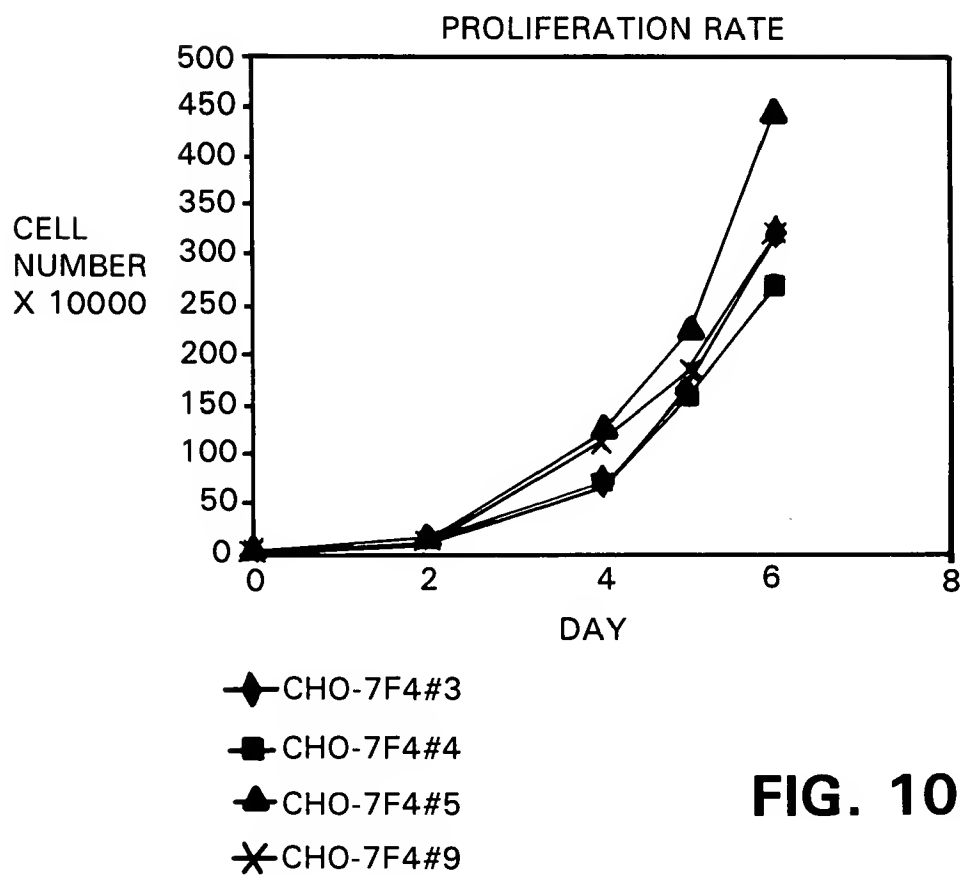 PROLIFERATION RATE
500
450
400
350
300
250
200
150
100
50
0
CELL
NUMBER
X 10000
0 2 4 6 8
DAY
CHO-7F4#3
CHO-7F4#4
CHO-7F4#5
CHO-7F4#9
FIG. 10